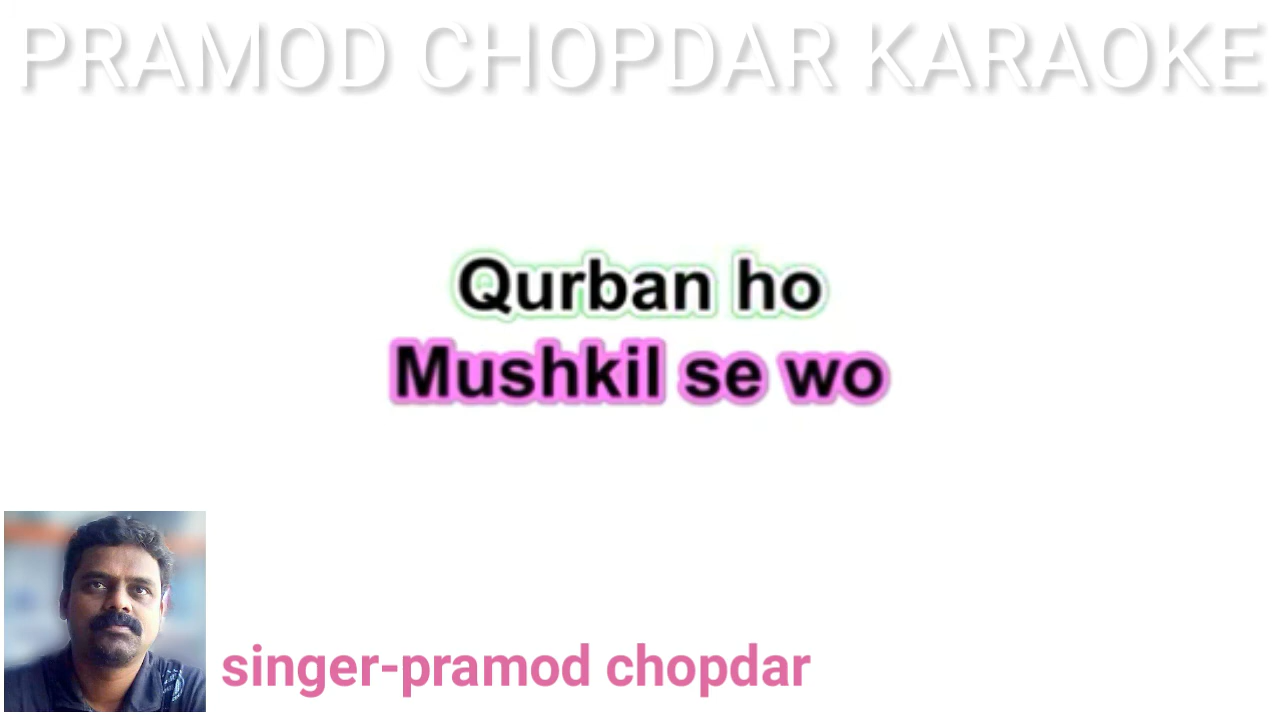 PRAMOD CHOPDAR KARAOKE
Qurban ho
Mushkil se wo
singer-pramod chopdar